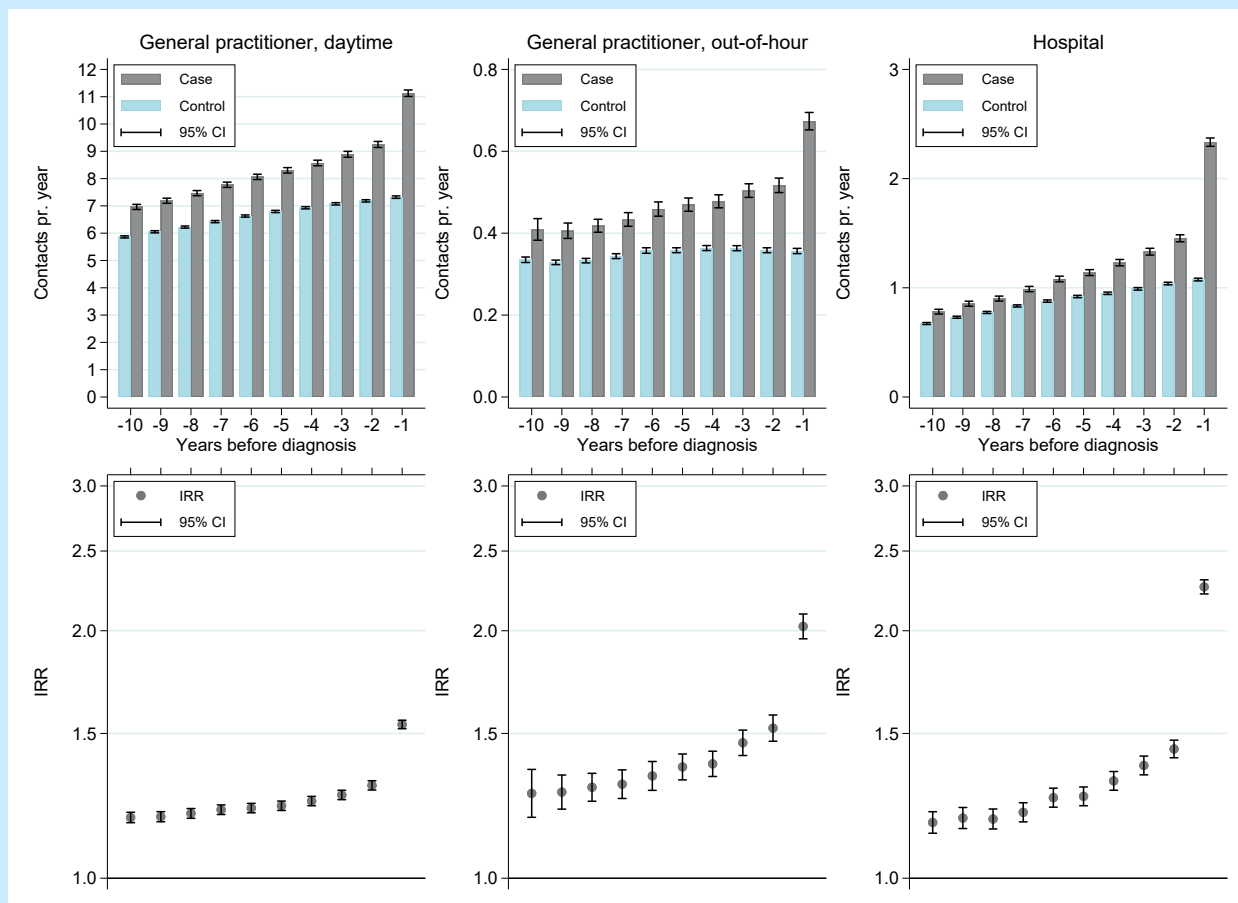 General practitioner, daytime
12
11
10
9
8
7
6
5
4
3
2
1
0
Contacts pr. year
Case
Control
95% CI
-10 -9 -8 -7 -6 -5 -4 -3 -2 -1
Years before diagnosis
General practitioner, out-of-hour
0.8
0.6
0.4
0.2
0.0
Contacts pr. year
Case
Control
95% CI
-10 -9 -8 -7 -6 -5 -4 -3 -2 -1
Years before diagnosis
Hospital
3
2
1
0
Contacts pr. year
Case
Control
95% CI
-10 -9 -8 -7 -6 -5 -4 -3 -2 -1
Years before diagnosis
3.0
2.5
2.0
1.5
1.0
IRR
IRR
95% CI
3.0
2.5
2.0
1.5
1.0
IRR
IRR
95% CI
3.0
2.5
2.0
1.5
1.0
IRR
IRR
95% CI